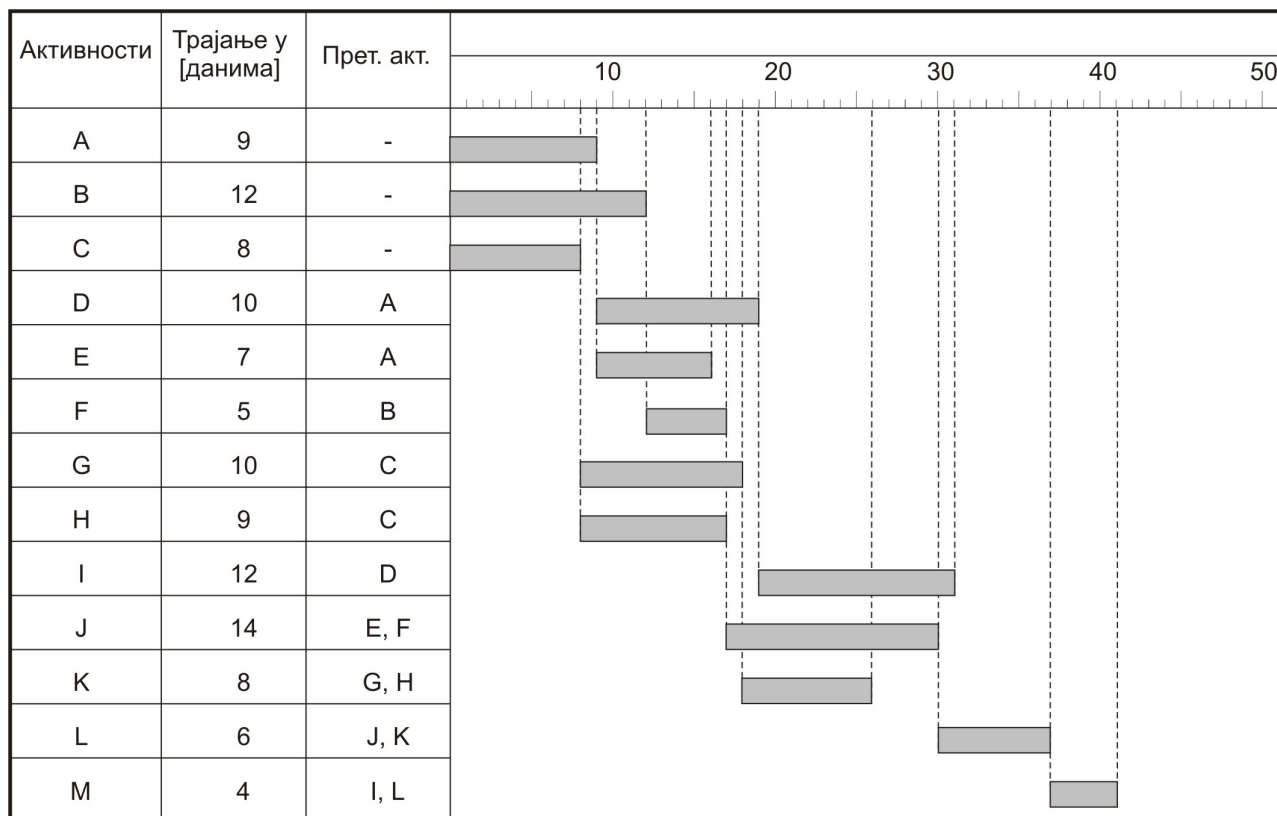 Активности Трајање у [данима] Прет. акт.
10 20 30 40 50
A 9 -
B 12 -
C 8 -
D 10 A
E 7 A
F 5 B
G 10 C
H 9 C
I 12 D
J 14 E, F
K 8 G, H
L 6 J, K
M 4 I, L